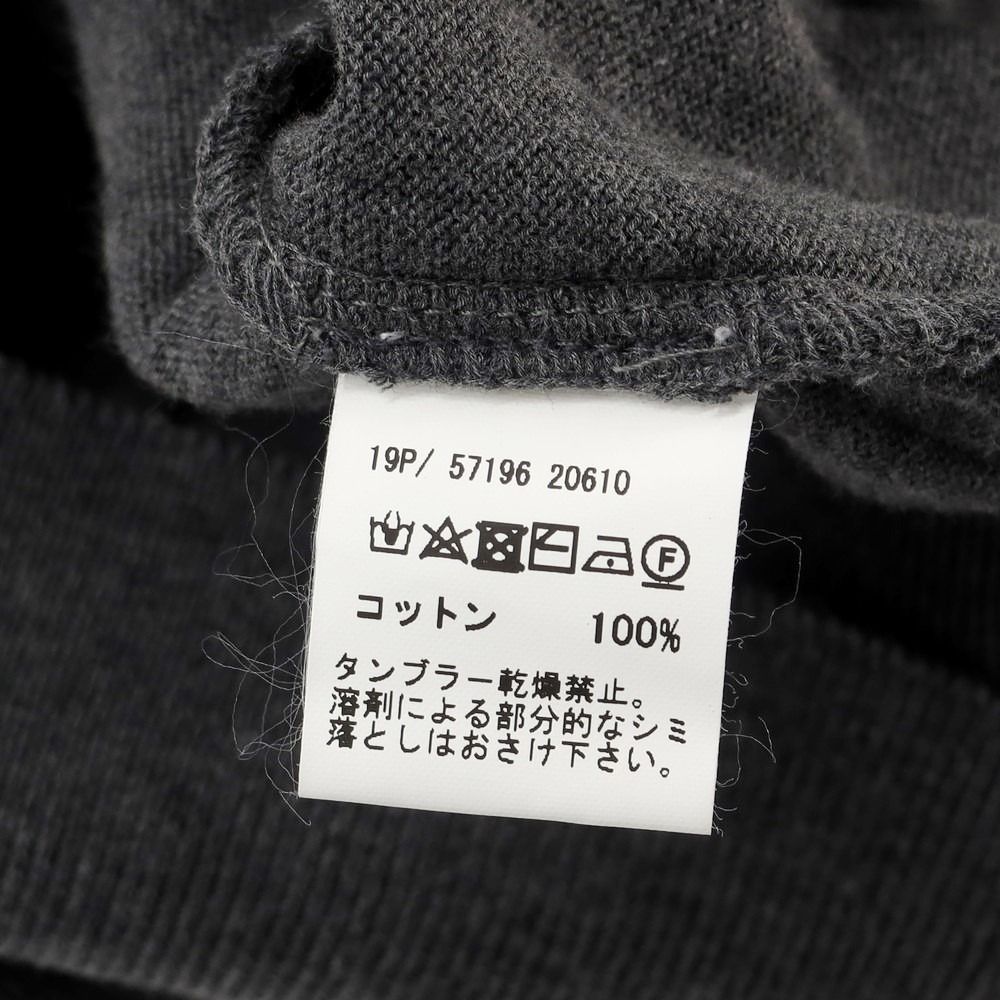 19P/ 57196 20610
F
コットン 100%
タンブラー乾燥禁止。
溶剤による部分的なシミ
落としはおさけ下さい。